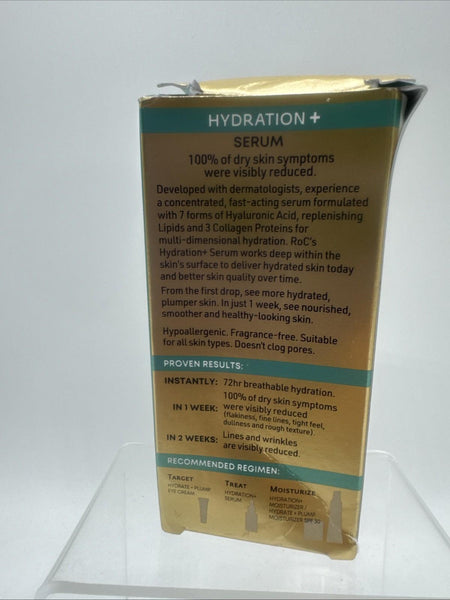 HYDRATION +
SERUM
100% of dry skin symptoms
were visibly reduced.
Developed with dermatologists, experience
a concentrated, fast-acting serum formulated
with 7 forms of Hyaluronic Acid, replenishing
Lipids and 3 Collagen Proteins for
multi-dimensional hydration. RoC's
Hydration+ Serum works deep within the
skin's surface to deliver hydrated skin today
and better skin quality over time.
From the first drop, see more hydrated,
plumper skin. In just 1 week, see nourished,
smoother and healthy-looking skin.
Hypoallergenic. Fragrance-free. Suitable
for all skin types. Doesn't clog pores.
PROVEN RESULTS:
INSTANTLY: 72hr breathable hydration.
IN 1 WEEK: 100% of dry skin symptoms
were visibly reduced
(flakiness, fine lines, tight feel,
dullness and rough texture).
IN 2 WEEKS: Lines and wrinkles
are visibly reduced.
RECOMMENDED REGIMEN:
TARGET
HYDRATE + PLUMP
EYE CREAM
TREAT
HYDRATION+
SERUM
MOISTURIZE
HYDRATION+
MOISTURIZER /
HYDRATE + PLUMP
MOISTURIZER SPF 30